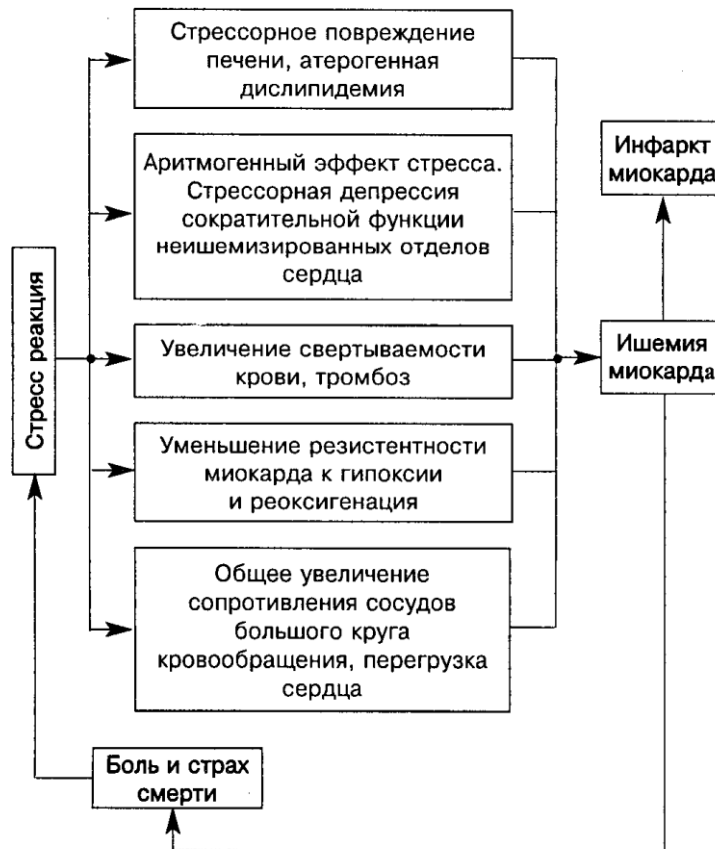 Стрессорное повреждение
печени, атерогенная
дислипидемия
Аритмогенный эффект стресса.
Стрессорная депрессия
сократительной функции
неишемизированных отделов
сердца
Инфаркт
миокарда
Стресс реакция
Увеличение свертываемости
крови, тромбоз
Ишемия
миокарда
Уменьшение резистентности
миокарда к гипоксии
и реоксигенация
Общее увеличение
сопротивления сосудов
большого круга
кровообращения, перегрузка
сердца
Боль и страх
смерти